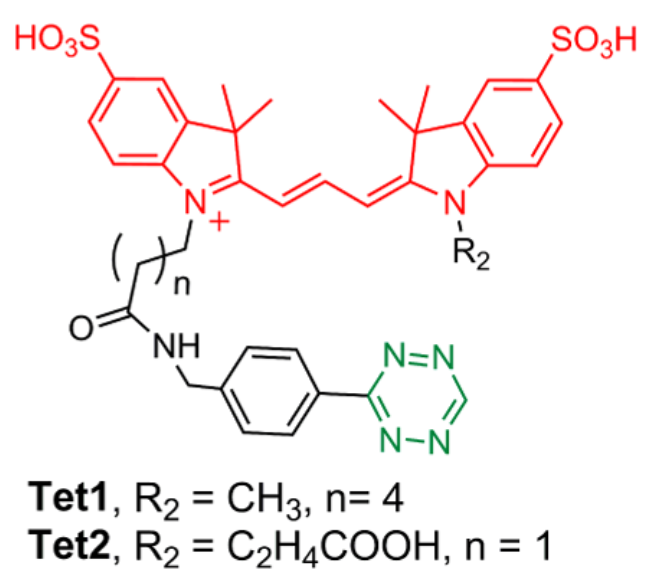 HO₃S SO₃H
N + N
R₂
( ) n
O NH
N=N
N-N
Tet1, R₂ = CH₃, n= 4
Tet2, R₂ = C₂H₄COOH, n = 1